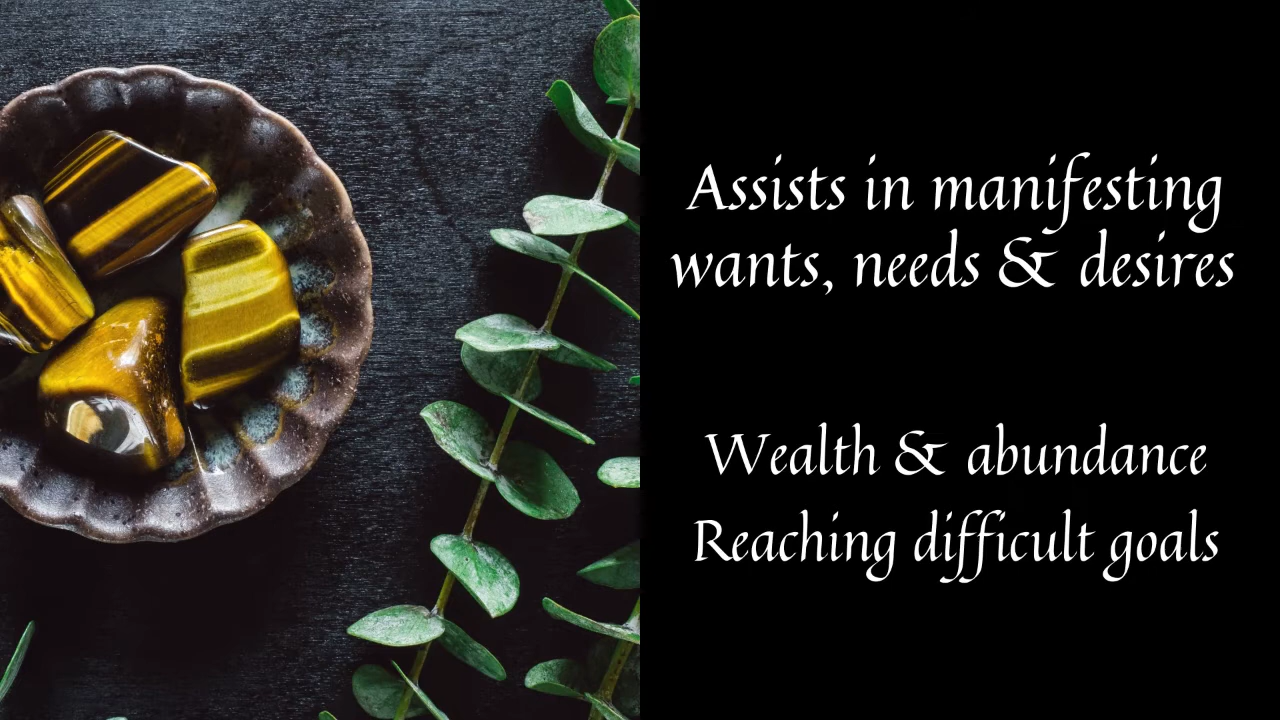 Assists in manifesting
wants, needs & desires
Wealth & abundance
Reaching difficult goals